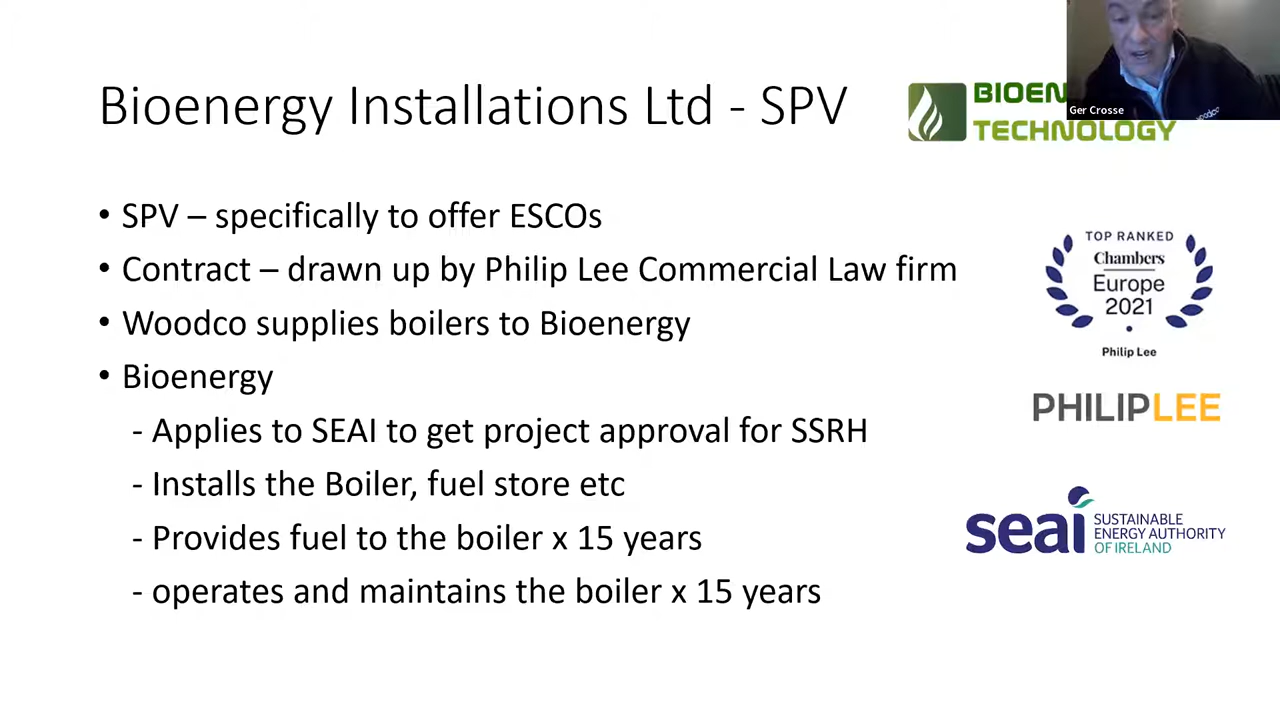 Bioenergy Installations Ltd - SPV
TECHNOLOGY
Ger Crosse
• SPV – specifically to offer ESCOs
• Contract – drawn up by Philip Lee Commercial Law firm
• Woodco supplies boilers to Bioenergy
• Bioenergy
- Applies to SEAI to get project approval for SSRH
- Installs the Boiler, fuel store etc
- Provides fuel to the boiler x 15 years
- operates and maintains the boiler x 15 years
TOP RANKED
Chambers
Europe
2021
Philip Lee
PHILIPLEE
seai SUSTAINABLE
ENERGY AUTHORITY
OF IRELAND